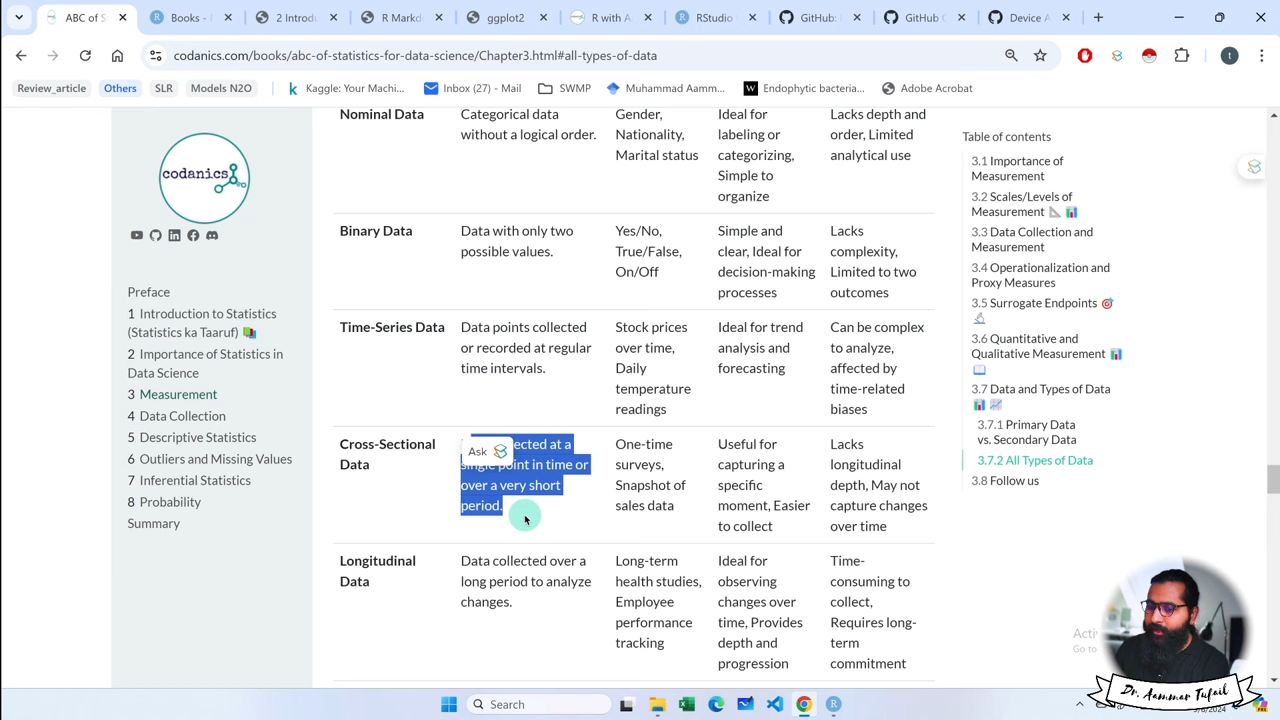 ABC of S
Books -
2 Introdu
R Markd
ggplot2
R with A
RStudio
GitHub:
GitHub C
Device A
codanics.com/books/abc-of-statistics-for-data-science/Chapter3.html#all-types-of-data
t
Review_article
Others
SLR
Models N2O
Kaggle: Your Machi...
Inbox (27) - Mail
SWMP
Muhammad Aamm...
Endophytic bacteria...
Adobe Acrobat
codanics
Preface
1 Introduction to Statistics
(Statistics ka Taaruf)
2 Importance of Statistics in
Data Science
3 Measurement
4 Data Collection
5 Descriptive Statistics
6 Outliers and Missing Values
7 Inferential Statistics
8 Probability
Summary
Nominal Data
Categorical data
without a logical order.
Gender,
Nationality,
Marital status
Ideal for
labeling or
categorizing,
Simple to
organize
Lacks depth and
order, Limited
analytical use
Binary Data
Data with only two
possible values.
Yes/No,
True/False,
On/Off
Simple and
clear, Ideal for
decision-making
processes
Lacks
complexity,
Limited to two
outcomes
Time-Series Data
Data points collected
or recorded at regular
time intervals.
Stock prices
over time,
Daily
temperature
readings
Ideal for trend
analysis and
forecasting
Can be complex
to analyze,
affected by
time-related
biases
Cross-Sectional
Data
Ask
ected at a
single point in time or
over a very short
period.
One-time
surveys,
Snapshot of
sales data
Useful for
capturing a
specific
moment, Easier
to collect
Lacks
longitudinal
depth, May not
capture changes
over time
Longitudinal
Data
Data collected over a
long period to analyze
changes.
Long-term
health studies,
Employee
performance
tracking
Ideal for
observing
changes over
time, Provides
depth and
progression
Time-
consuming to
collect,
Requires long-
term
commitment
Table of contents
3.1 Importance of
Measurement
3.2 Scales/Levels of
Measurement
3.3 Data Collection and
Measurement
3.4 Operationalization and
Proxy Measures
3.5 Surrogate Endpoints
3.6 Quantitative and
Qualitative Measurement
3.7 Data and Types of Data
3.7.1 Primary Data
vs. Secondary Data
3.7.2 All Types of Data
3.8 Follow us
Activ
Go to
Dr. Aammar Tufail
Search